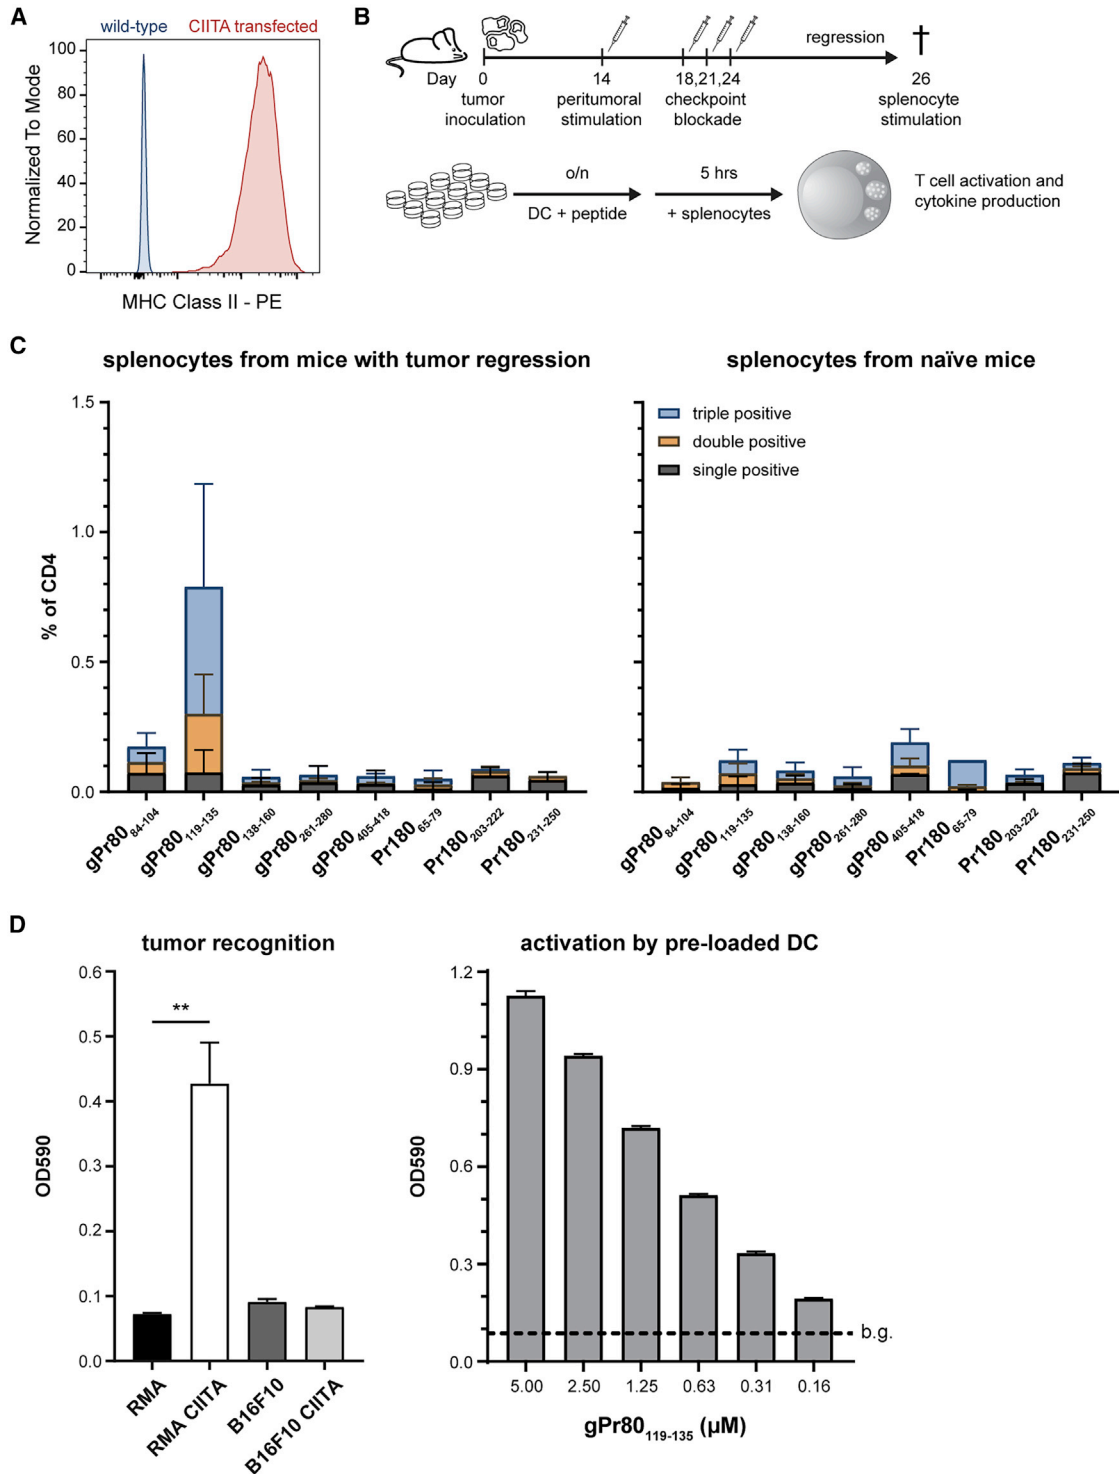 A
wild-type
CIITA transfected
100
80
60
40
20
0
Normalized To Mode
MHC Class II - PE
B
regression
Day
0
14
18,21,24
26
tumor
inoculation
peritumoral
stimulation
checkpoint
blockade
splenocyte
stimulation
o/n
DC + peptide
5 hrs
+ splenocytes
T cell activation and
cytokine production
C
splenocytes from mice with tumor regression
1.5
1.0
0.5
0.0
% of CD4
gPr80 84-104
gPr80 119-135
gPr80 138-160
gPr80 261-280
gPr80 405-418
Pr180 65-79
Pr180 203-222
Pr180 231-250
splenocytes from naïve mice
triple positive
double positive
single positive
gPr80 84-104
gPr80 119-135
gPr80 138-160
gPr80 261-280
gPr80 405-418
Pr180 65-79
Pr180 203-222
Pr180 231-250
D
tumor recognition
0.6
0.5
0.4
0.3
0.2
0.1
0.0
OD590
**
RMA
RMA CIITA
B16F10
B16F10 CIITA
activation by pre-loaded DC
1.2
0.9
0.6
0.3
0.0
OD590
b.g.
5.00
2.50
1.25
0.63
0.31
0.16
gPr80 119-135 (µM)